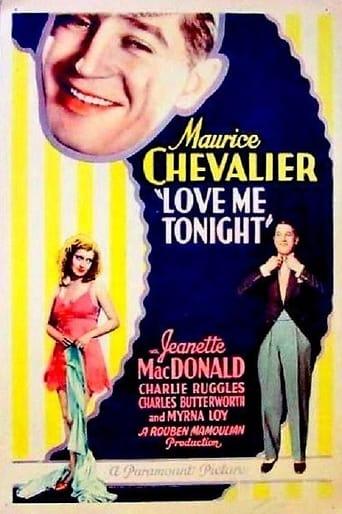 Maurice
CHEVALIER
"LOVE ME
TONIGHT"
with Jeanette
MacDONALD
CHARLIE RUGGLES
CHARLES BUTTERWORTH
AND MYRNA LOY
A ROUBEN MAMOULIAN
Production
A Paramount Picture